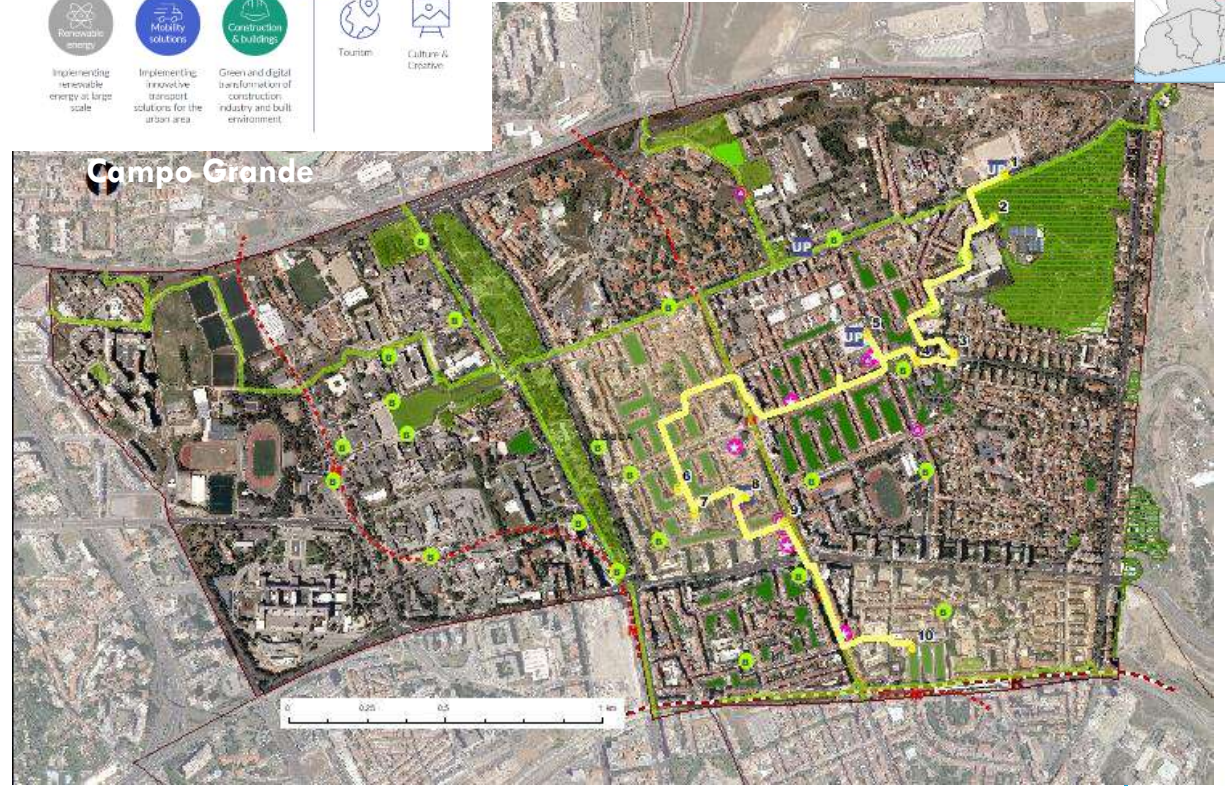 Renewable
energy
Mobility
solutions
Construction
& buildings
Implementing
renewable
energy at large
scale
Implementing
innovative
transport
solutions for the
urban area
Green and digital
transformation of
construction
industry and built
environment
Tourism
Culture &
Creative
Campo Grande
UP
1
2
UP
UP
5
3
4
6
7
8
9
10
0
0,25
0,5
1 km